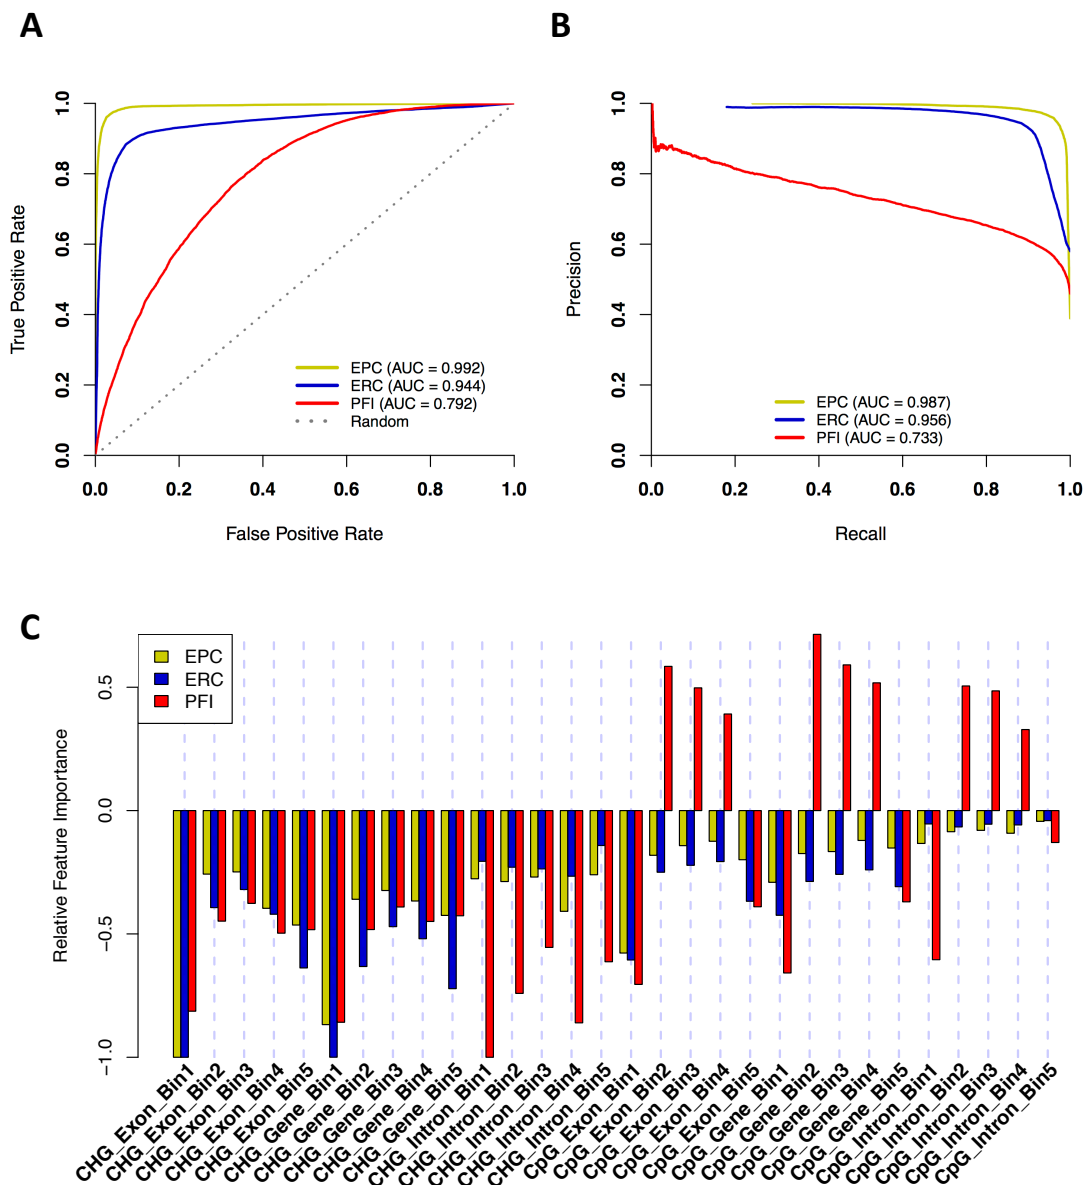 A
B
1.0
0.8
0.6
0.4
0.2
0.0
True Positive Rate
EPC (AUC = 0.992)
ERC (AUC = 0.944)
PFI (AUC = 0.792)
Random
0.0 0.2 0.4 0.6 0.8 1.0
False Positive Rate
1.0
0.8
0.6
0.4
0.2
0.0
Precision
EPC (AUC = 0.987)
ERC (AUC = 0.956)
PFI (AUC = 0.733)
0.0 0.2 0.4 0.6 0.8 1.0
Recall
C
EPC
ERC
PFI
0.5
0.0
−0.5
−1.0
Relative Feature Importance
CHG_Exon_Bin1
CHG_Exon_Bin2
CHG_Exon_Bin3
CHG_Exon_Bin4
CHG_Exon_Bin5
CHG_Gene_Bin1
CHG_Gene_Bin2
CHG_Gene_Bin3
CHG_Gene_Bin4
CHG_Gene_Bin5
CHG_Intron_Bin1
CHG_Intron_Bin2
CHG_Intron_Bin3
CHG_Intron_Bin4
CHG_Intron_Bin5
CpG_Exon_Bin1
CpG_Exon_Bin2
CpG_Exon_Bin3
CpG_Exon_Bin4
CpG_Exon_Bin5
CpG_Gene_Bin1
CpG_Gene_Bin2
CpG_Gene_Bin3
CpG_Gene_Bin4
CpG_Gene_Bin5
CpG_Intron_Bin1
CpG_Intron_Bin2
CpG_Intron_Bin3
CpG_Intron_Bin4
CpG_Intron_Bin5